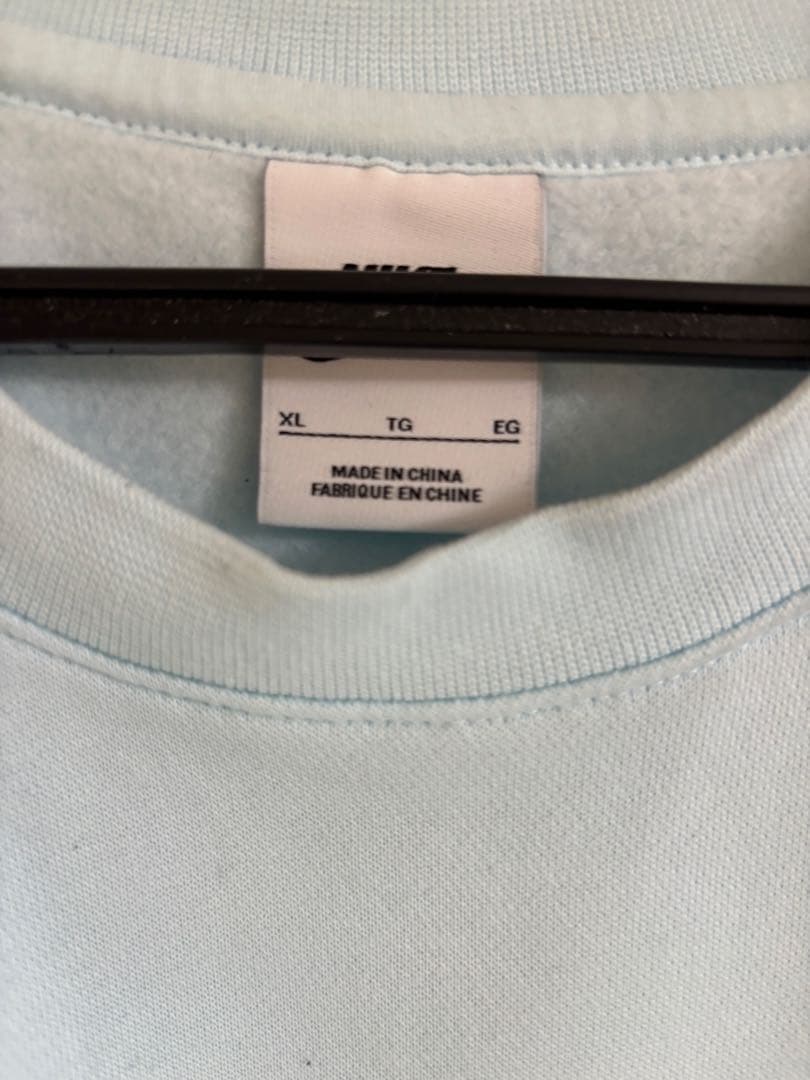 XL TG EG
MADE IN CHINA
FABRIQUE EN CHINE